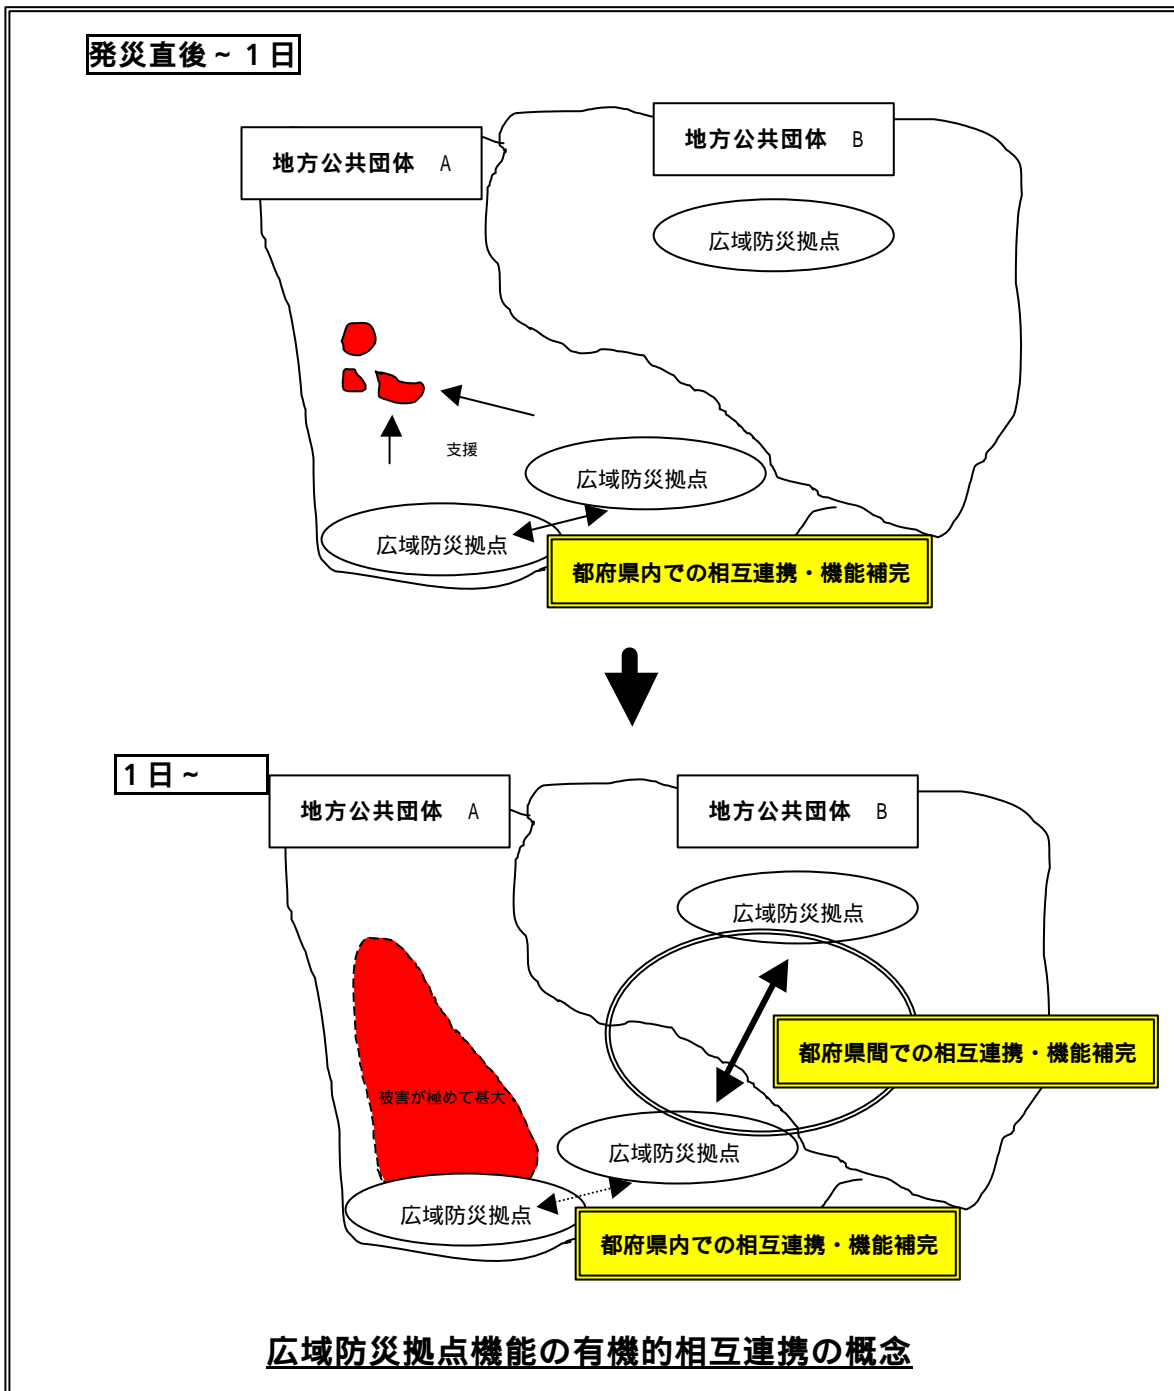 発災直後～１日
地方公共団体　A
地方公共団体　B
広域防災拠点
支援
広域防災拠点
広域防災拠点
都府県内での相互連携・機能補完
１日～
地方公共団体　A
地方公共団体　B
広域防災拠点
都府県間での相互連携・機能補完
被害が極めて甚大
広域防災拠点
広域防災拠点
都府県内での相互連携・機能補完
広域防災拠点機能の有機的相互連携の概念